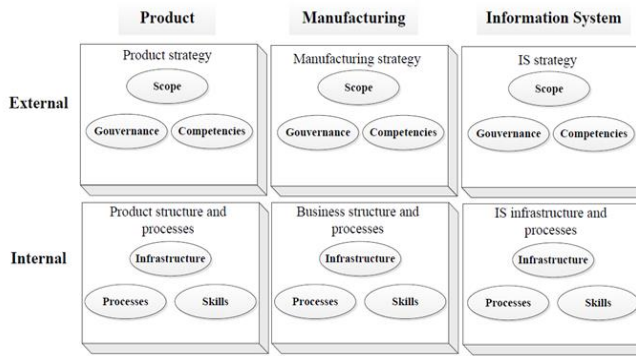 Product Manufacturing Information System
External
Product strategy
Scope
Gouvernance Competencies
Manufacturing strategy
Scope
Gouvernance Competencies
IS strategy
Scope
Gouvernance Competencies
Internal
Product structure and
processes
Infrastructure
Processes Skills
Business structure and
processes
Infrastructure
Processes Skills
IS infrastructure and
processes
Infrastructure
Processes Skills